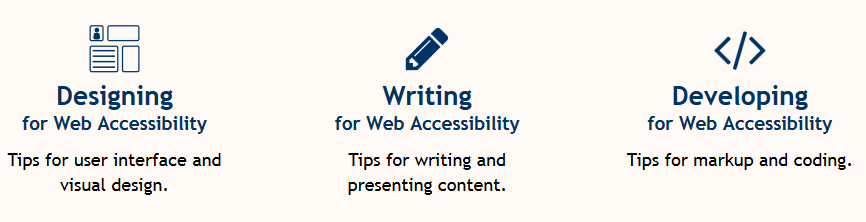 Designing
for Web Accessibility
Tips for user interface and
visual design.
Writing
for Web Accessibility
Tips for writing and
presenting content.
Developing
for Web Accessibility
Tips for markup and coding.